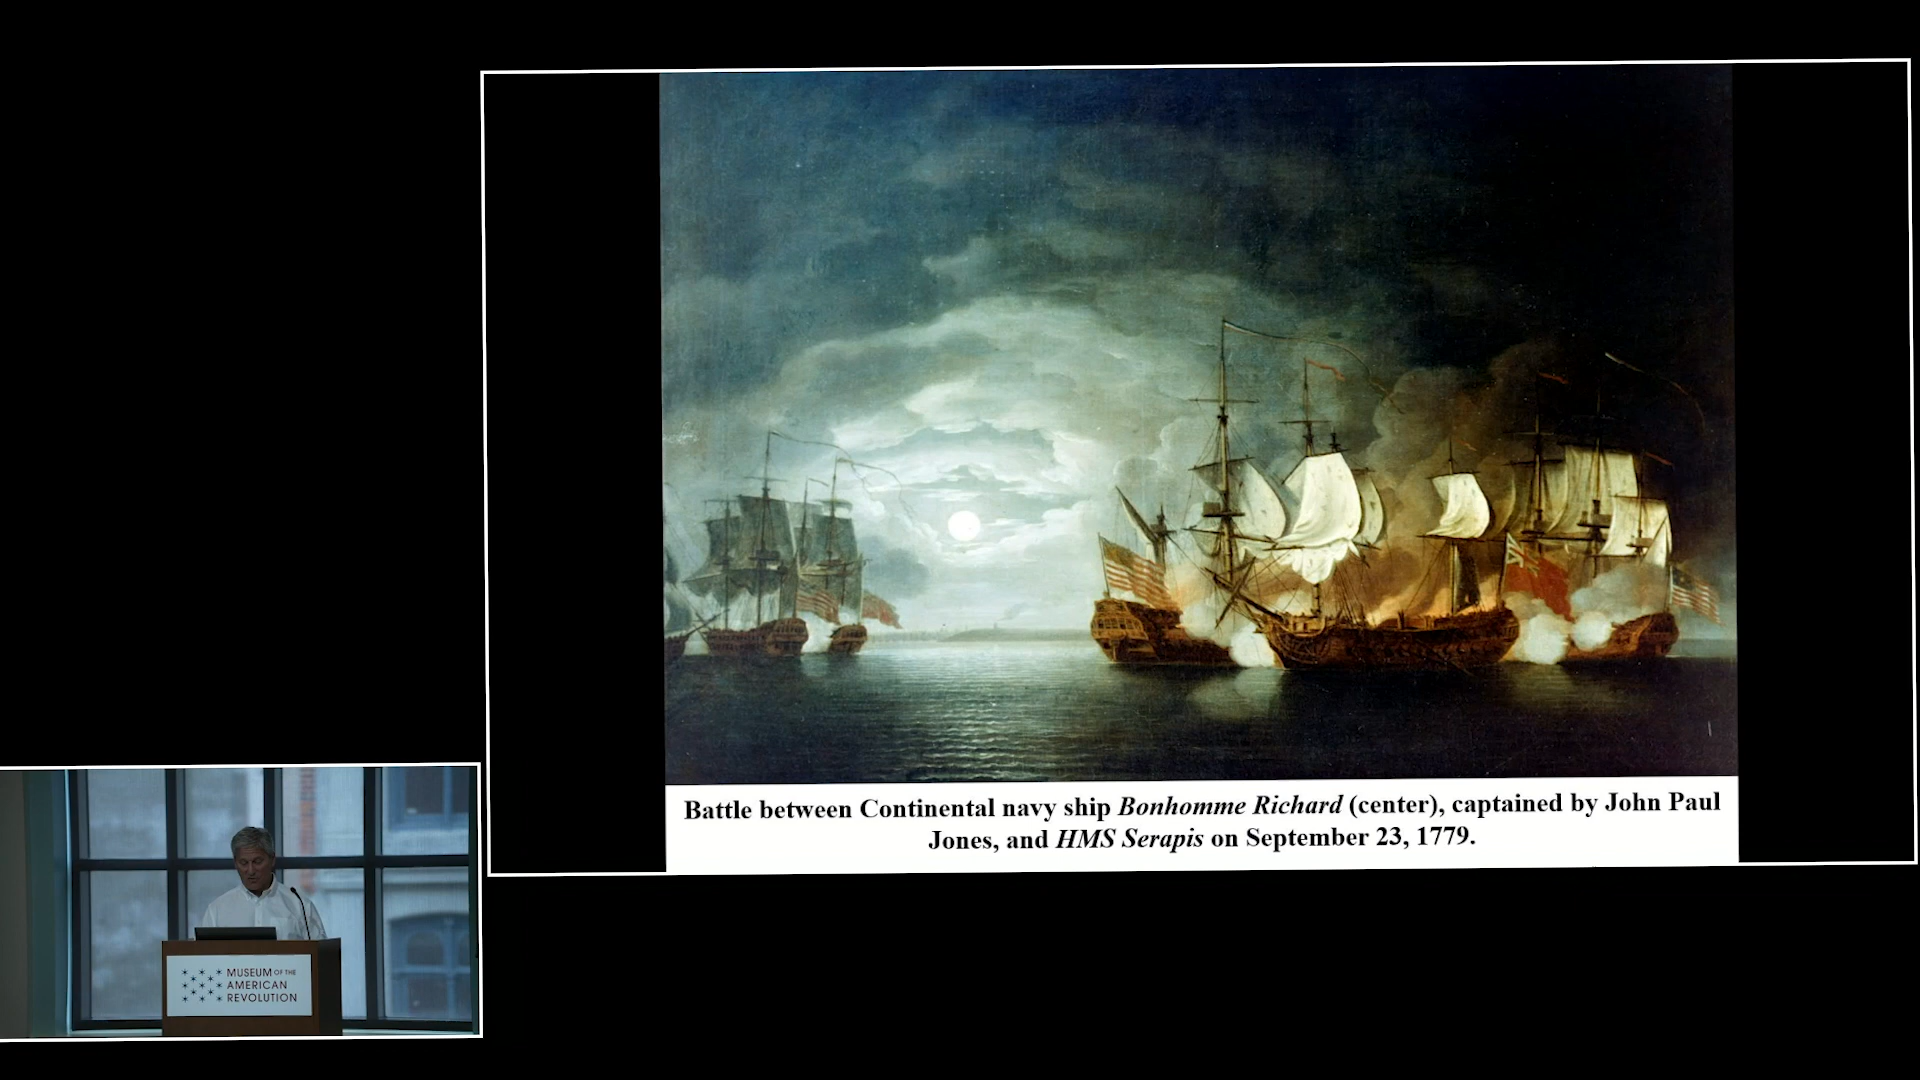 Battle between Continental navy ship Bonhomme Richard (center), captained by John Paul
Jones, and HMS Serapis on September 23, 1779.
MUSEUM OF THE
AMERICAN
REVOLUTION